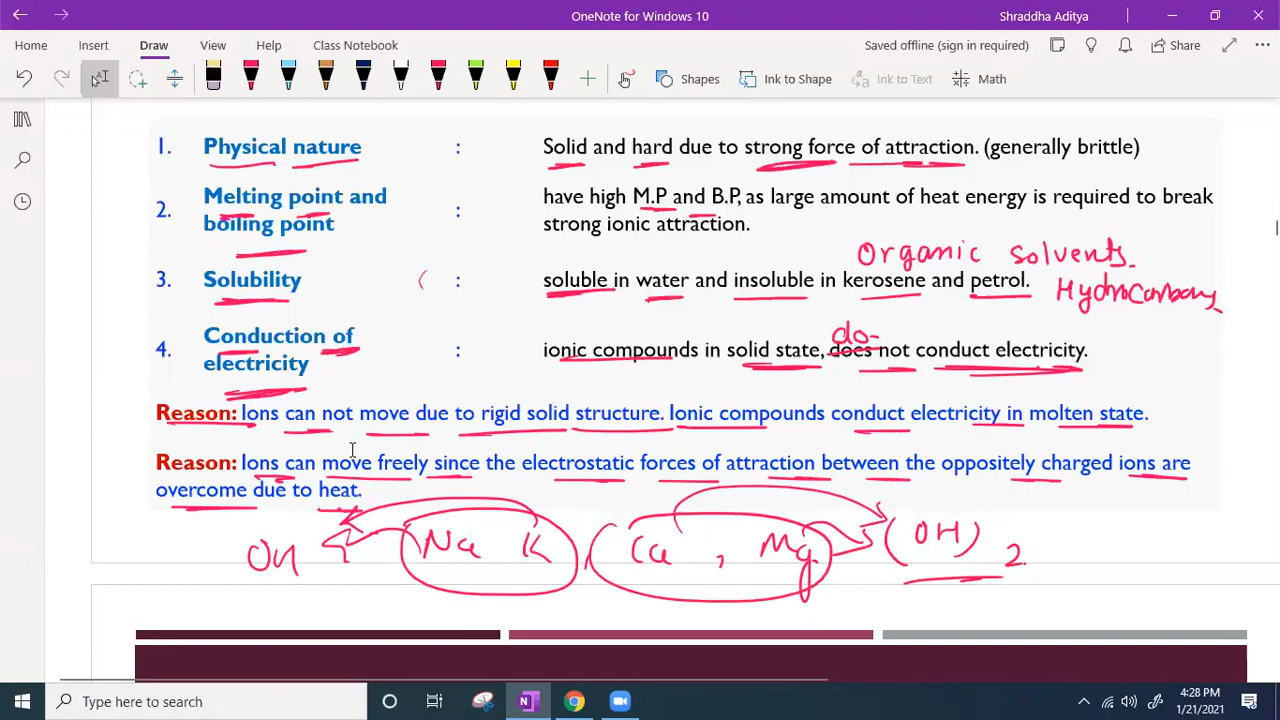 OneNote for Windows 10
Shraddha Aditya
Home Insert Draw View Help Class Notebook
Saved offline (sign in required)
Share
Shapes
Ink to Shape
Ink to Text
Math
1. Physical nature : Solid and hard due to strong force of attraction. (generally brittle)
2. Melting point and boiling point : have high M.P and B.P, as large amount of heat energy is required to break
strong ionic attraction.
Organic solvents.
3. Solubility ( : soluble in water and insoluble in kerosene and petrol.
Hydrocarbons
do
4. Conduction of electricity : ionic compounds in solid state, does not conduct electricity.
Reason: Ions can not move due to rigid solid structure. Ionic compounds conduct electricity in molten state.
Reason: Ions can move freely since the electrostatic forces of attraction between the oppositely charged ions are
overcome due to heat.
OH Na K Ca , Mg (OH)2
Type here to search
4:28 PM
1/21/2021